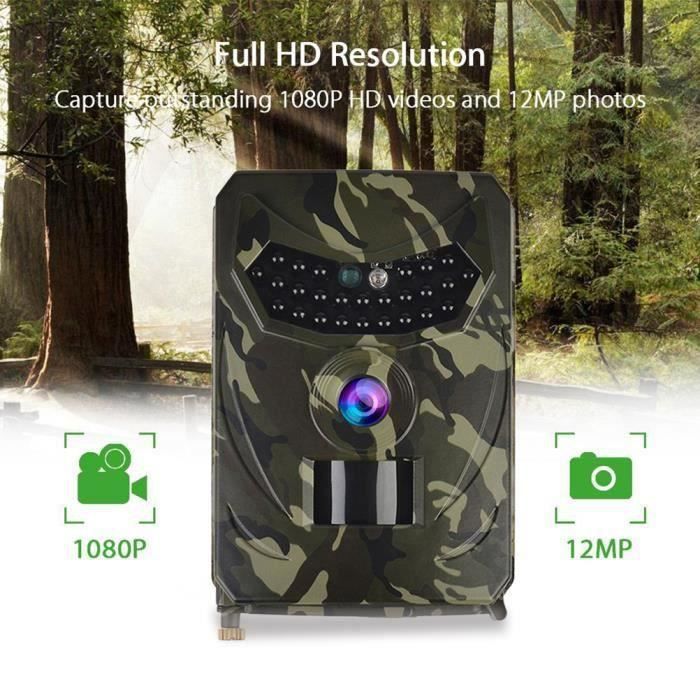 Full HD Resolution
Capture outstanding 1080P HD videos and 12MP photos
1080P
12MP